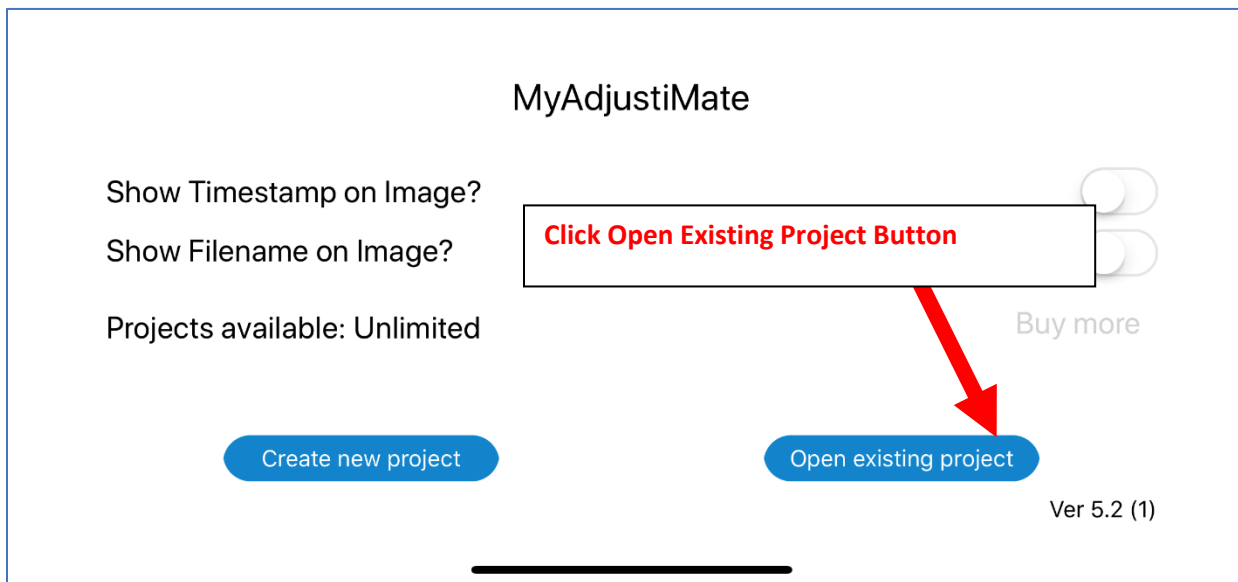 MyAdjustiMate
Show Timestamp on Image?
Click Open Existing Project Button
Show Filename on Image?
Projects available: Unlimited
Buy more
Create new project
Open existing project
Ver 5.2 (1)